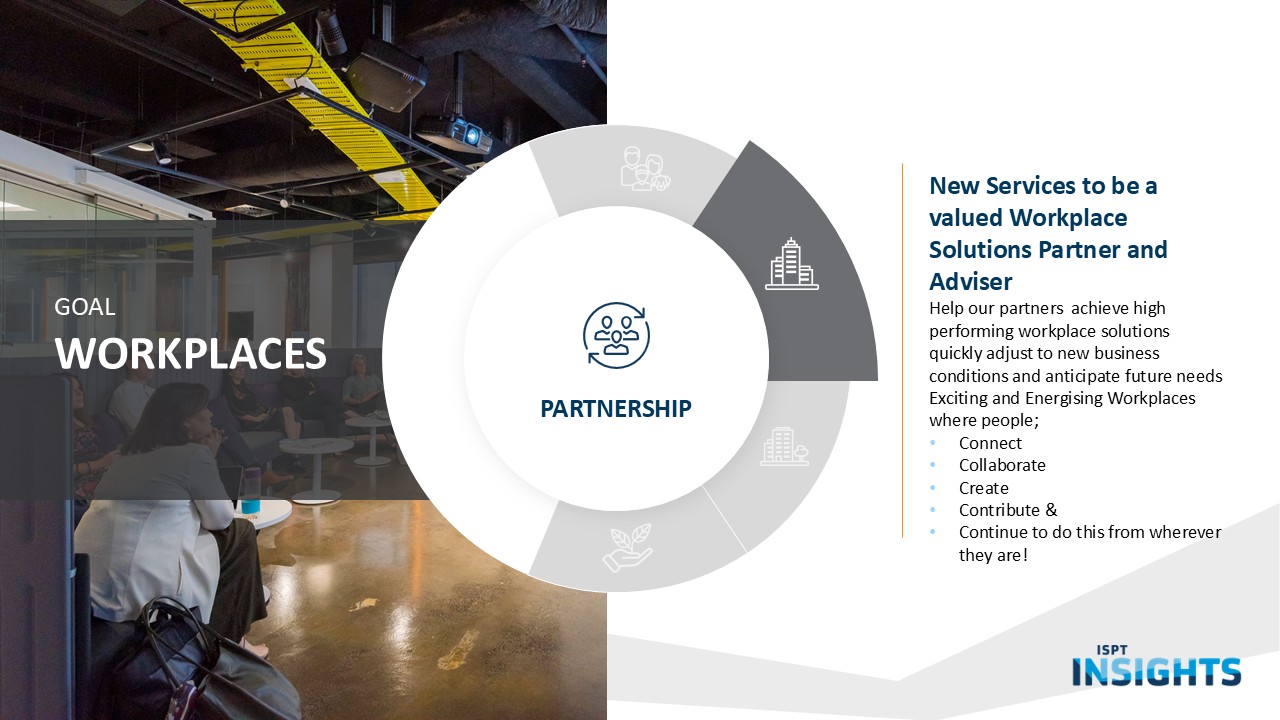 GOAL
WORKPLACES
PARTNERSHIP
New Services to be a
valued Workplace
Solutions Partner and
Adviser
Help our partners achieve high
performing workplace solutions
quickly adjust to new business
conditions and anticipate future needs
Exciting and Energising Workplaces
where people;
• Connect
• Collaborate
• Create
• Contribute &
• Continue to do this from wherever
they are!
ISPT
INSIGHTS